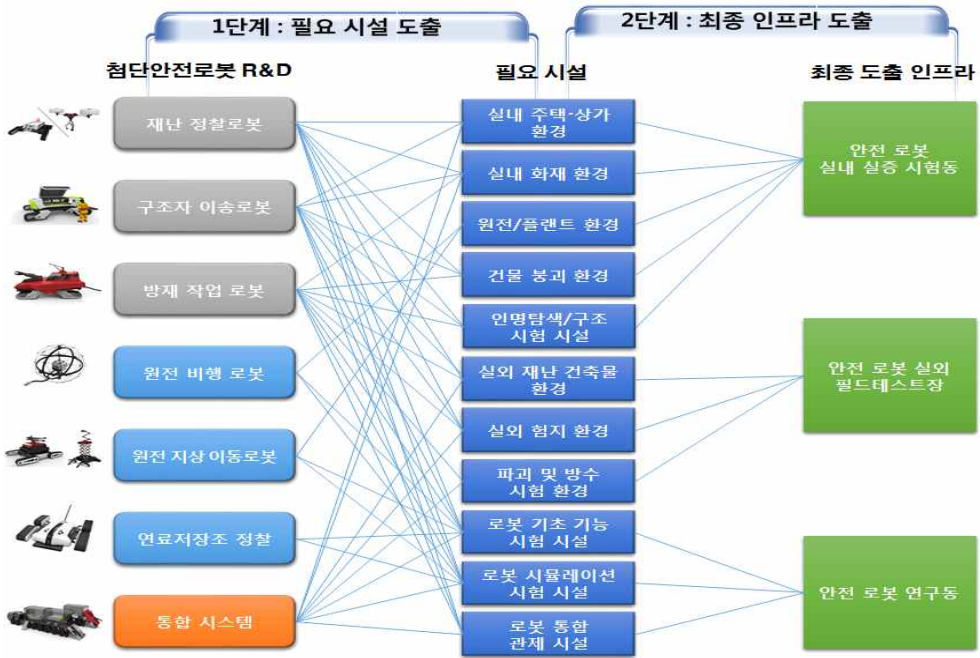 1단계 : 필요 시설 도출
2단계 : 최종 인프라 도출
첨단안전로봇 R&D
필요 시설
최종 도출 인프라
재난 정찰로봇
구조자 이송로봇
방재 작업 로봇
원전 비행 로봇
원전 지상 이동로봇
연료저장조 정찰
통합 시스템
실내 주택·상가
환경
실내 화재 환경
원전/플랜트 환경
건물 붕괴 환경
인명탐색/구조
시험 시설
실외 재난 건축물
환경
실외 험지 환경
파괴 및 방수
시험 환경
로봇 기초 기능
시험 시설
로봇 시뮬레이션
시험 시설
로봇 통합
관제 시설
안전 로봇
실내 실증 시험동
안전 로봇 실외
필드테스트장
안전 로봇 연구동